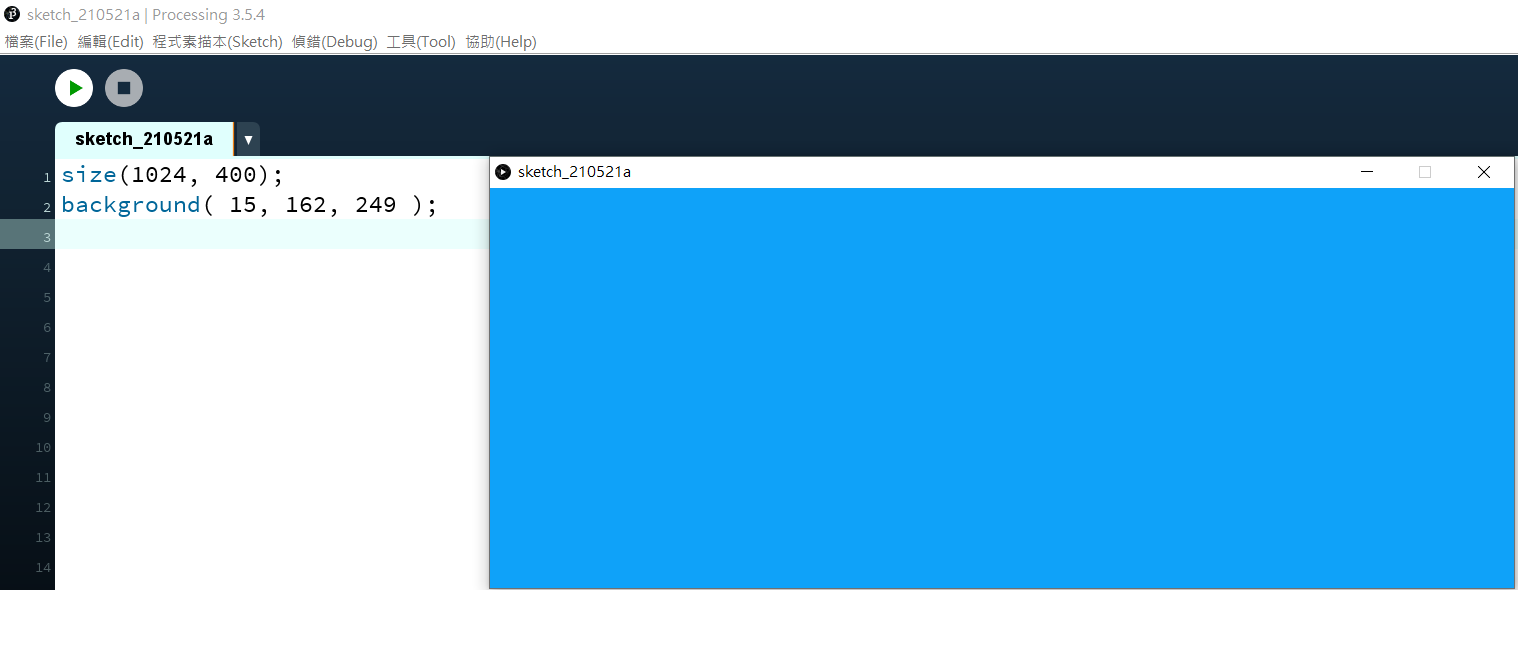 sketch_210521a | Processing 3.5.4
檔案(File) 編輯(Edit) 程式素描本(Sketch) 偵錯(Debug) 工具(Tool) 協助(Help)
sketch_210521a ▼
1 size(1024, 400);
2 background( 15, 162, 249 );
3
4
5
6
7
8
9
10
11
12
13
14
sketch_210521a